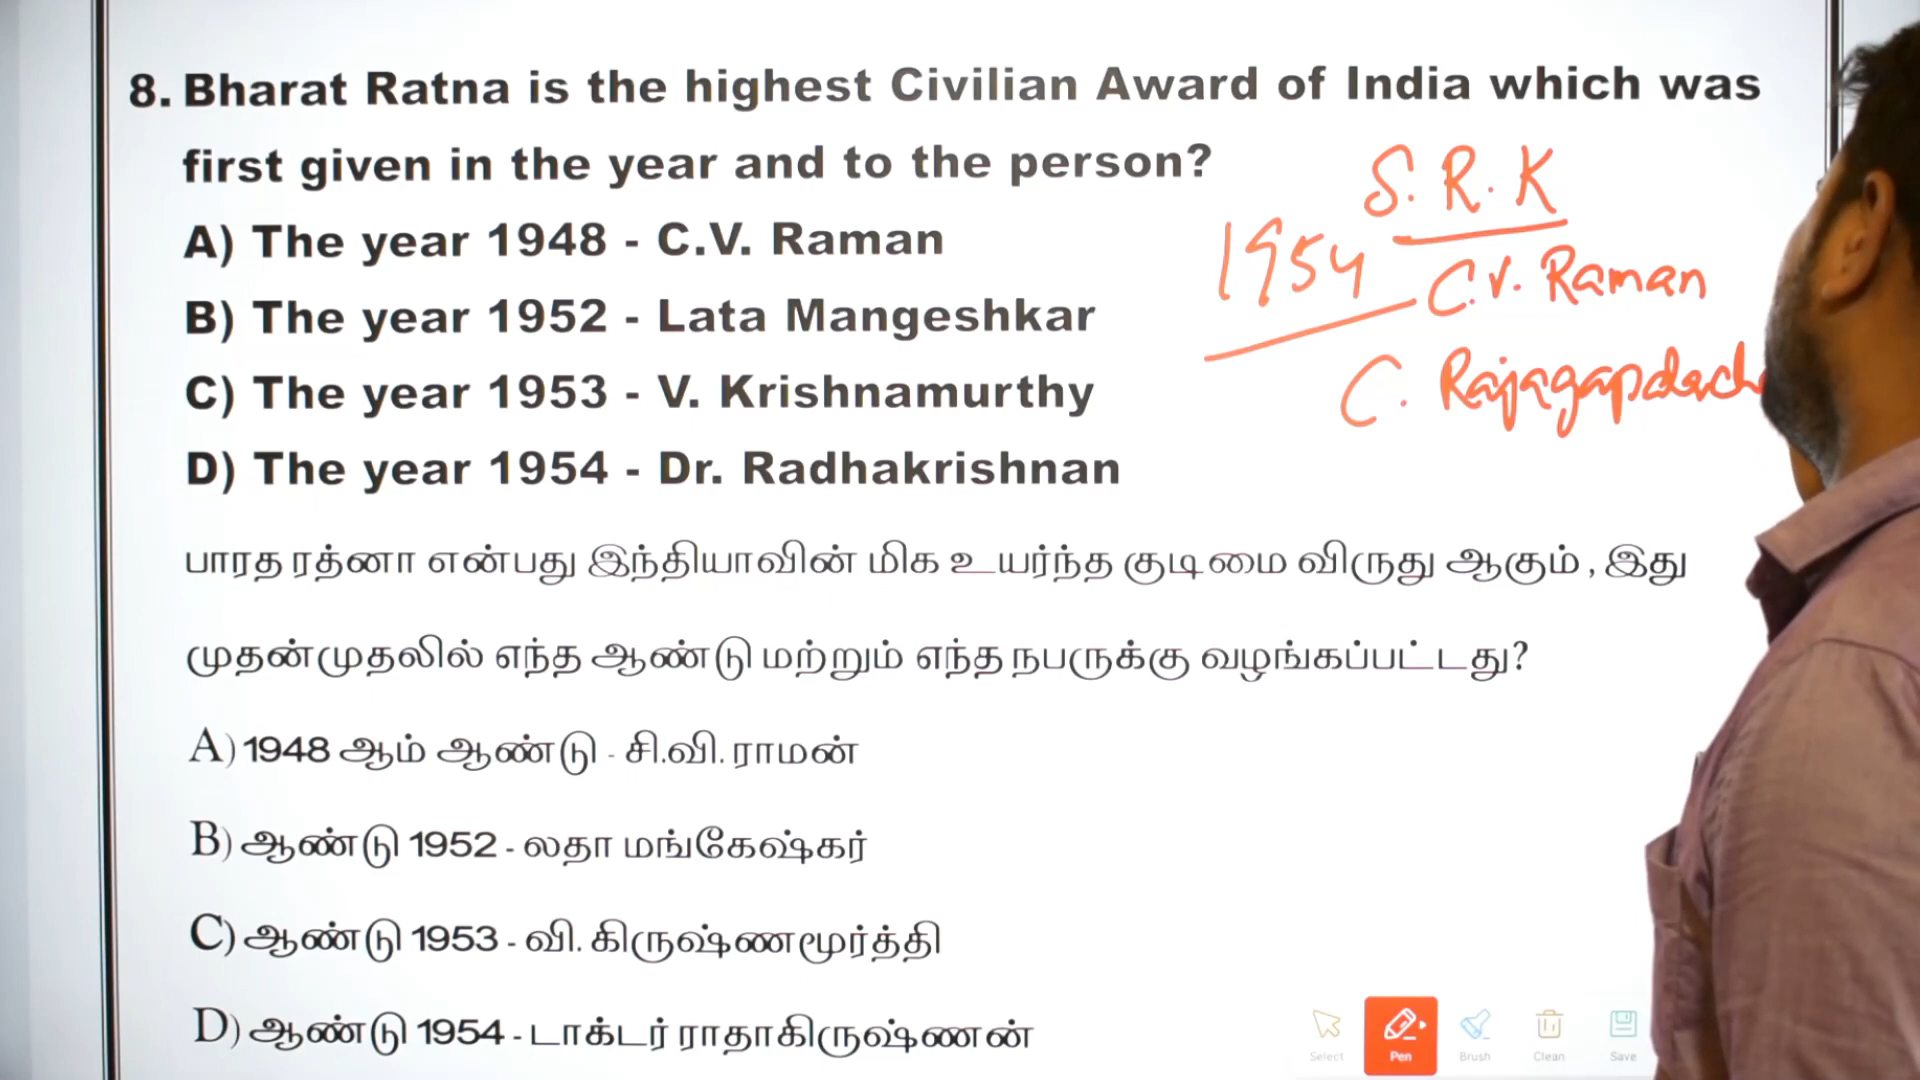 8. Bharat Ratna is the highest Civilian Award of India which was
first given in the year and to the person?
A) The year 1948 - C.V. Raman
B) The year 1952 - Lata Mangeshkar
C) The year 1953 - V. Krishnamurthy
D) The year 1954 - Dr. Radhakrishnan
S. R. K
1954
C.V. Raman
C.
பாரத ரத்னா என்பது இந்தியாவின் மிக உயர்ந்த குடிமை விருது ஆகும், இது
முதன்முதலில் எந்த ஆண்டு மற்றும் எந்த நபருக்கு வழங்கப்பட்டது?
A) 1948 ஆம் ஆண்டு - சி.வி. ராமன்
B) ஆண்டு 1952 - லதா மங்கேஷ்கர்
C) ஆண்டு 1953 - வி. கிருஷ்ணமூர்த்தி
D) ஆண்டு 1954 - டாக்டர் ராதாகிருஷ்ணன்
Select Pen Brush Clean Save